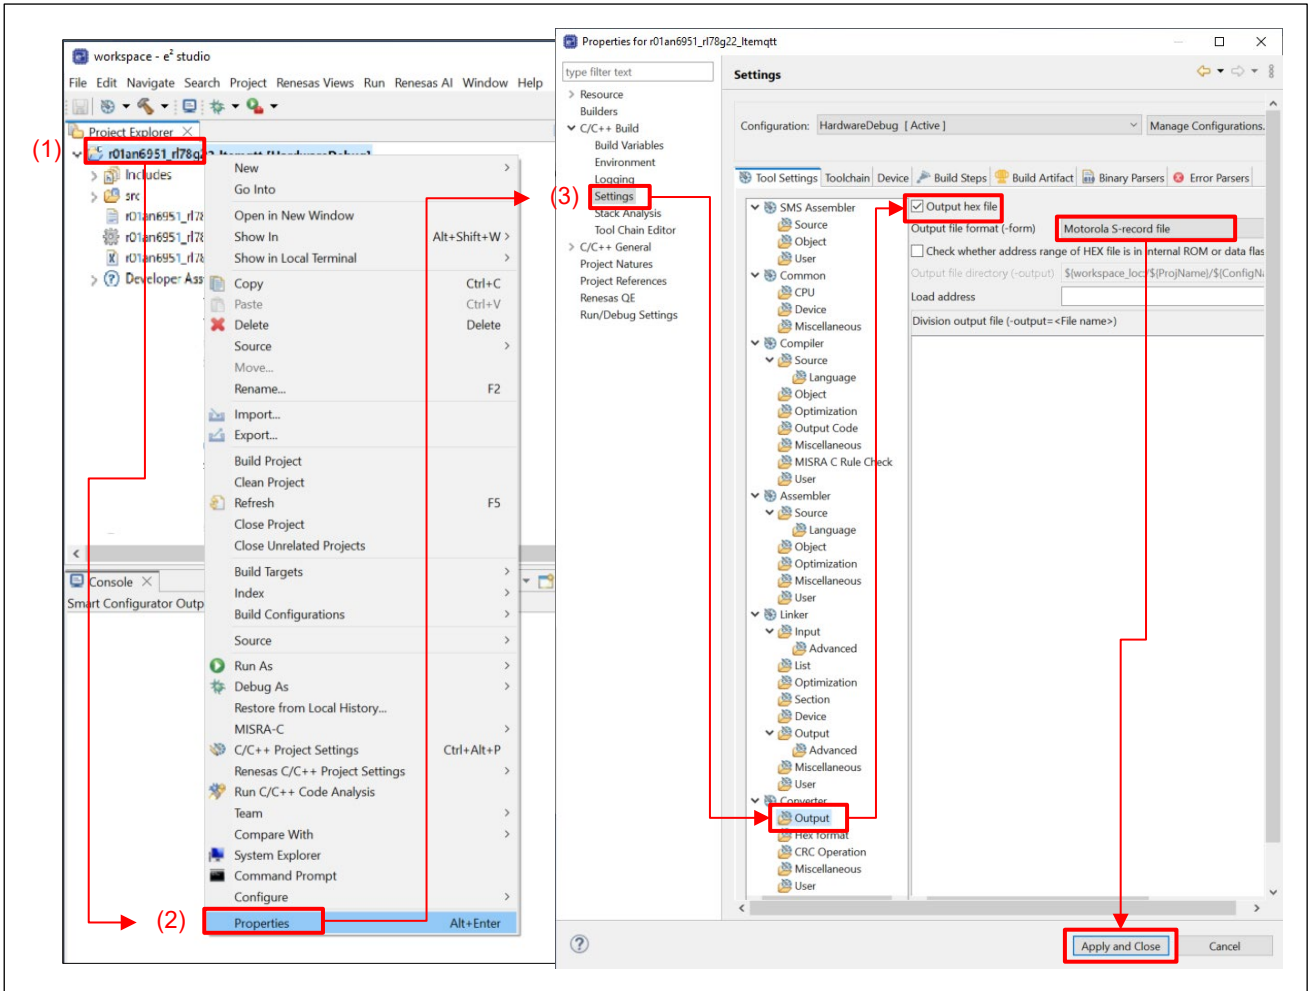 workspace - e² studio
File Edit Navigate Search Project Renesas Views Run Renesas AI Window Help
Project Explorer
(1)
r01an6951_rl78g22_ltemqtt [HardwareDebug]
Includes
src
r01an6951_rl78
r01an6951_rl78
r01an6951_rl78
Developer Ass
Console
Smart Configurator Outp
New
Go Into
Open in New Window
Show In Alt+Shift+W >
Show in Local Terminal
Copy Ctrl+C
Paste Ctrl+V
Delete Delete
Source
Move...
Rename... F2
Import...
Export...
Build Project
Clean Project
Refresh F5
Close Project
Close Unrelated Projects
Build Targets
Index
Build Configurations
Source
Run As
Debug As
Restore from Local History...
MISRA-C
C/C++ Project Settings Ctrl+Alt+P
Renesas C/C++ Project Settings
Run C/C++ Code Analysis
Team
Compare With
System Explorer
Command Prompt
Configure
(2)
Properties Alt+Enter
Properties for r01an6951_rl78g22_ltemqtt
type filter text
Resource
Builders
C/C++ Build
Build Variables
Environment
Logging
(3)
Settings
Stack Analysis
Tool Chain Editor
C/C++ General
Project Natures
Project References
Renesas QE
Run/Debug Settings
Settings
Configuration: HardwareDebug [ Active ] Manage Configurations.
Tool Settings Toolchain Device Build Steps Build Artifact Binary Parsers Error Parsers
SMS Assembler
Source
Object
User
Common
CPU
Device
Miscellaneous
Compiler
Source
Language
Object
Optimization
Output Code
Miscellaneous
MISRA C Rule Check
User
Assembler
Source
Language
Object
Optimization
Miscellaneous
User
Linker
Input
Advanced
List
Optimization
Section
Device
Output
Advanced
Miscellaneous
User
Converter
Output
Hex format
CRC Operation
Miscellaneous
User
Output hex file
Output file format (-form) Motorola S-record file
Check whether address range of HEX file is in internal ROM or data flas
Output file directory (-output) ${workspace_loc:/${ProjName}/${ConfigNa
Load address
Division output file (-output=<File name>)
Apply and Close Cancel